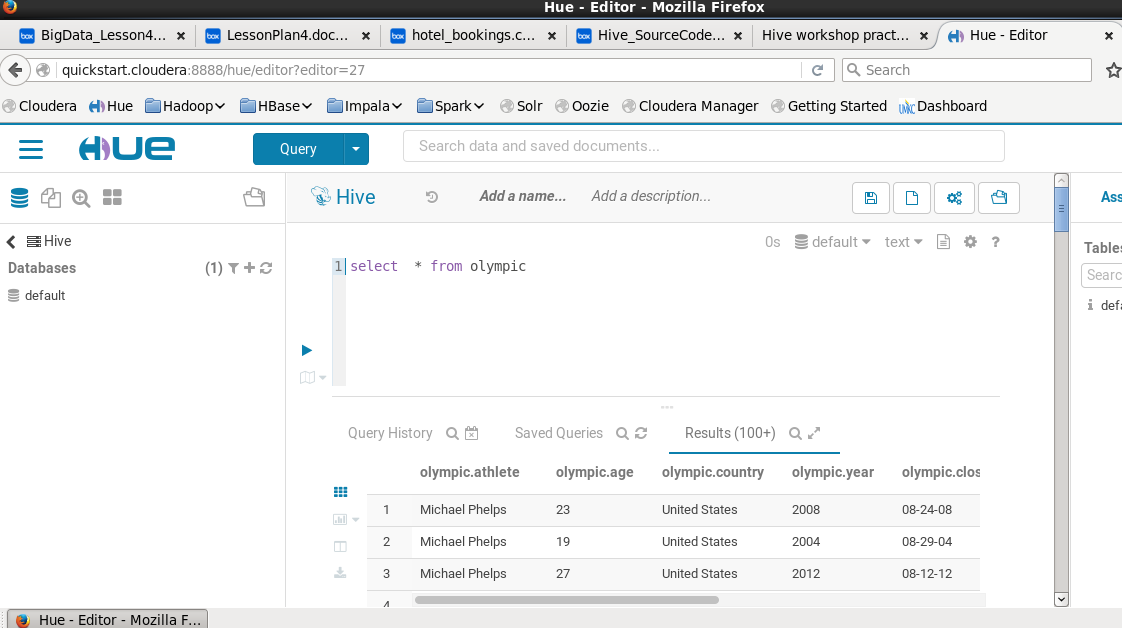 Hue - Editor - Mozilla Firefox
BigData_Lesson4... LessonPlan4.doc... hotel_bookings.c... Hive_SourceCode... Hive workshop pract... Hue - Editor
quickstart.cloudera:8888/hue/editor?editor=27 Search
Cloudera Hue Hadoop HBase Impala Spark Solr Oozie Cloudera Manager Getting Started Dashboard
HUE Query Search data and saved documents...
Hive Add a name... Add a description... Ass
Hive 0s default text ?
Databases (1) Tables
1 select * from olympic
Searc
default
i defa
Query History Saved Queries Results (100+)
olympic.athlete olympic.age olympic.country olympic.year olympic.clos
1 Michael Phelps 23 United States 2008 08-24-08
2 Michael Phelps 19 United States 2004 08-29-04
3 Michael Phelps 27 United States 2012 08-12-12
4
Hue - Editor - Mozilla F...